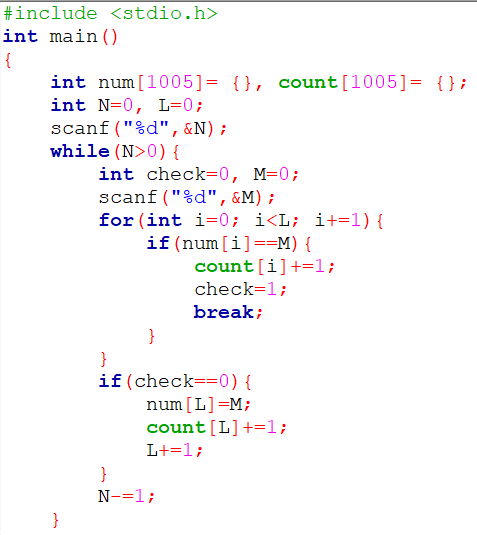 #include <stdio.h>
int main()
{
    int num[1005]= {}, count[1005]= {};
    int N=0, L=0;
    scanf("%d",&N);
    while(N>0){
        int check=0, M=0;
        scanf("%d",&M);
        for(int i=0; i<L; i+=1){
            if(num[i]==M){
                count[i]+=1;
                check=1;
                break;
            }
        }
        if(check==0){
            num[L]=M;
            count[L]+=1;
            L+=1;
        }
        N-=1;
    }